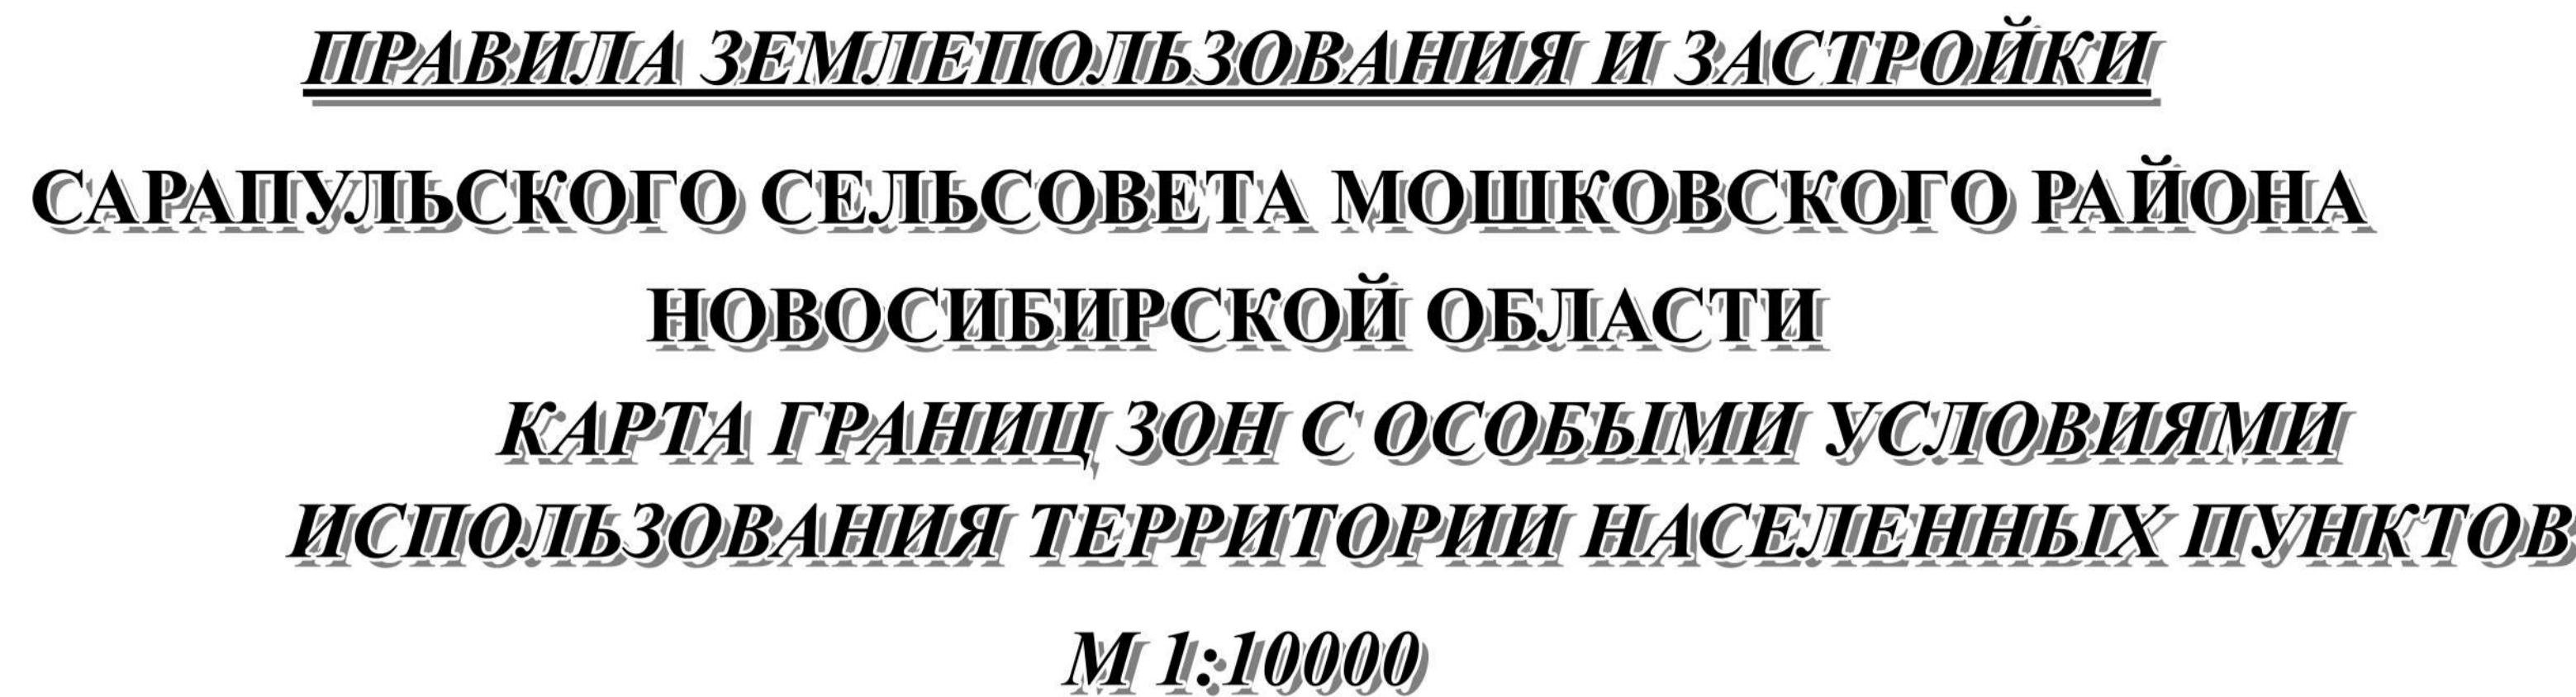 ПРАВИЛА ЗЕМЛЕПОЛЬЗОВАНИЯ И ЗАСТРОЙКИ
САРАПУЛЬСКОГО СЕЛЬСОВЕТА МОШКОВСКОГО РАЙОНА
НОВОСИБИРСКОЙ ОБЛАСТИ
КАРТА ГРАНИЦ ЗОН С ОСОБЫМИ УСЛОВИЯМИ
ИСПОЛЬЗОВАНИЯ ТЕРРИТОРИИ НАСЕЛЕННЫХ ПУНКТОВ
М 1:10000